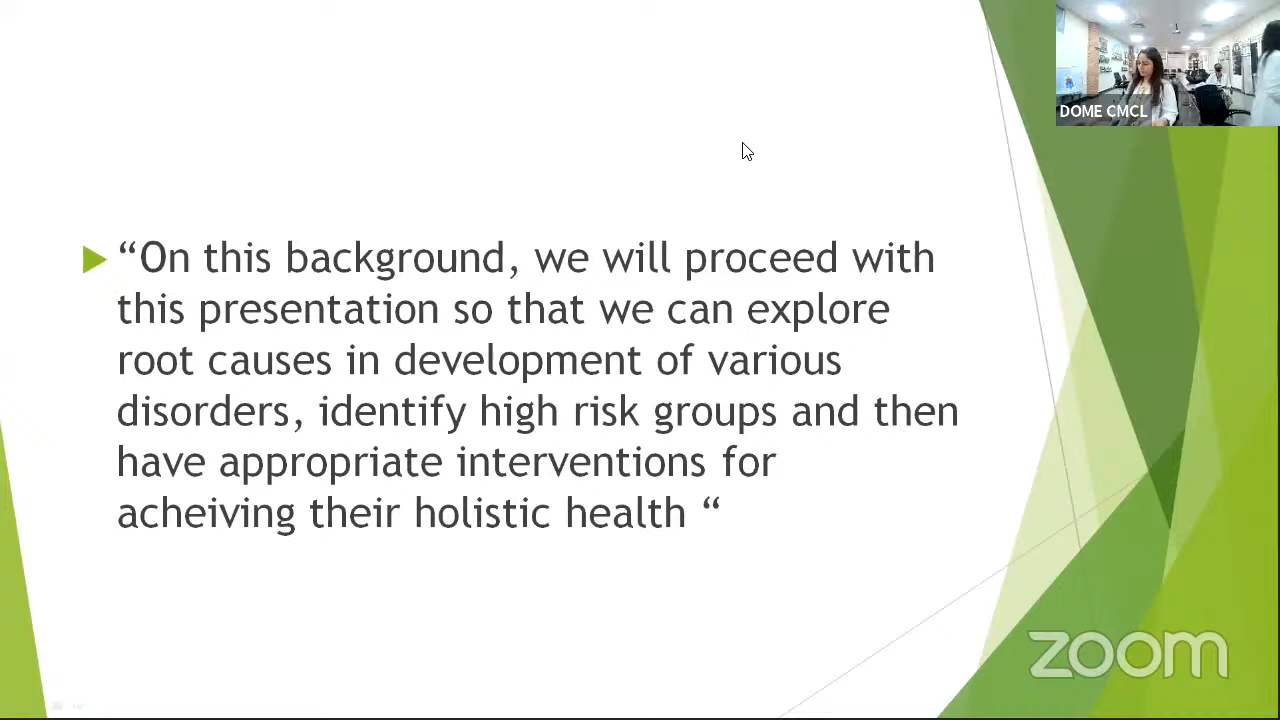 DOME CMCL
“On this background, we will proceed with
this presentation so that we can explore
root causes in development of various
disorders, identify high risk groups and then
have appropriate interventions for
acheiving their holistic health “
zoom